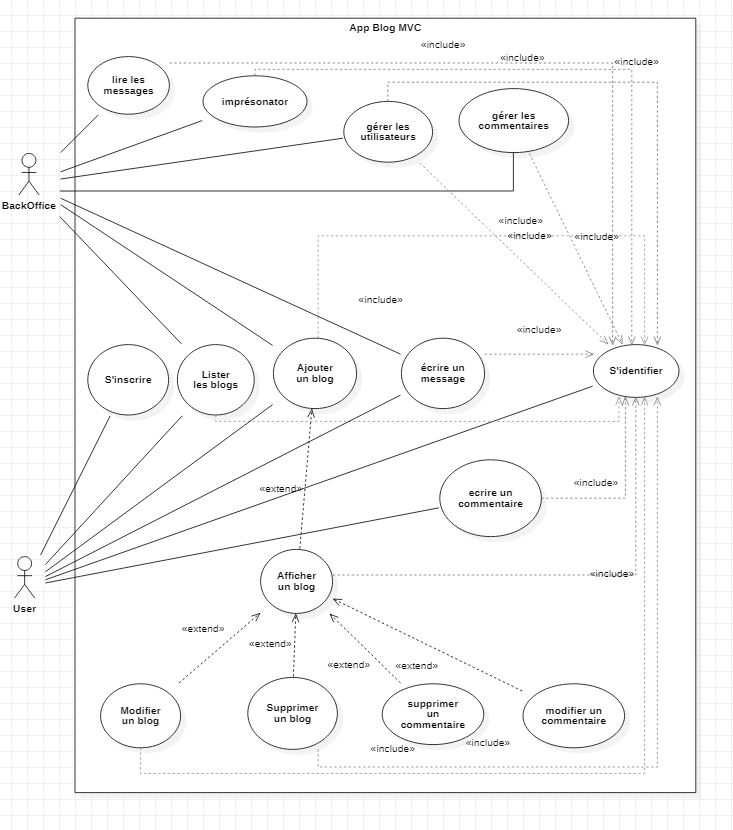 App Blog MVC
«include»
«include»
«include»
lire les
messages
imprésonator
gérer les
utilisateurs
gérer les
commentaires
BackOffice
«include»
«include»
«include»
«include»
«include»
S'inscrire
Lister
les blogs
Ajouter
un blog
écrire un
message
S'identifier
«extend»
ecrire un
commentaire
«include»
Afficher
un blog
«include»
User
«extend»
«extend»
«extend»
«extend»
Modifier
un blog
Supprimer
un blog
supprimer
un
commentaire
modifier un
commentaire
«include»
«include»